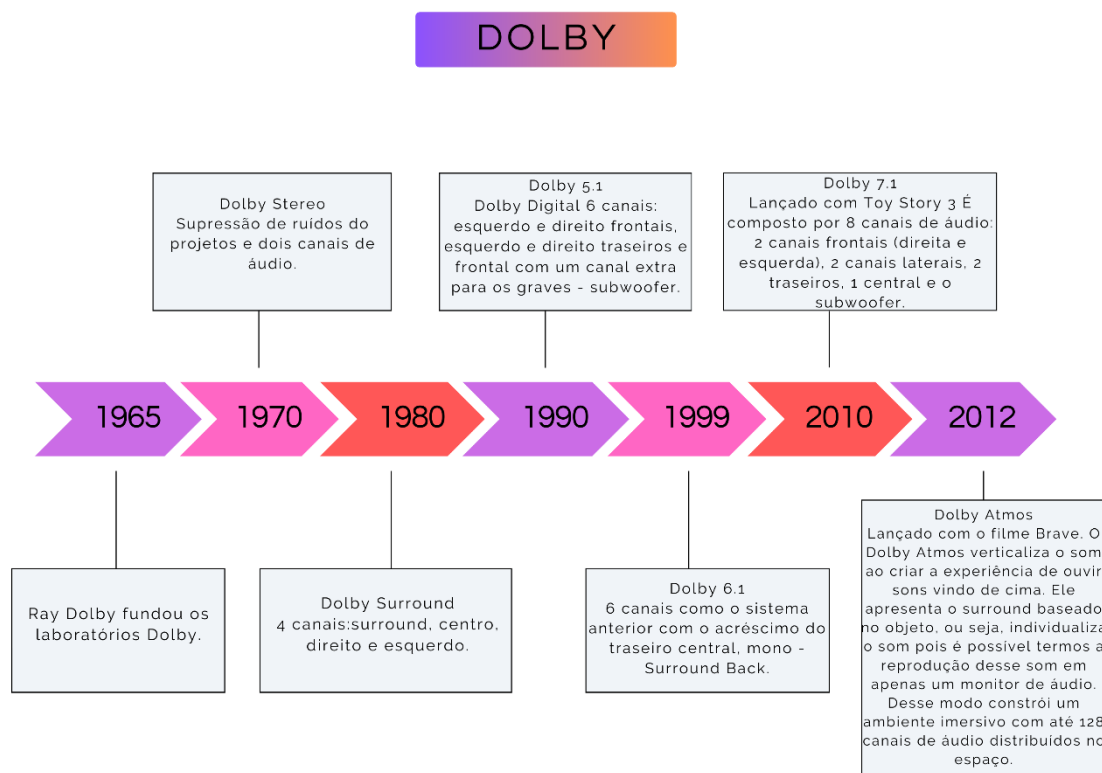 DOLBY
Dolby Stereo
Supressão de ruídos do
projetos e dois canais de
áudio.
Dolby 5.1
Dolby Digital 6 canais:
esquerdo e direito frontais,
esquerdo e direito traseiros e
frontal com um canal extra
para os graves - subwoofer.
Dolby 7.1
Lançado com Toy Story 3 É
composto por 8 canais de áudio:
2 canais frontais (direita e
esquerda), 2 canais laterais, 2
traseiros, 1 central e o
subwoofer.
1965
1970
1980
1990
1999
2010
2012
Ray Dolby fundou os
laboratórios Dolby.
Dolby Surround
4 canais:surround, centro,
direito e esquerdo.
Dolby 6.1
6 canais como o sistema
anterior com o acréscimo do
traseiro central, mono -
Surround Back.
Dolby Atmos
Lançado com o filme Brave. O
Dolby Atmos verticaliza o som
ao criar a experiência de ouvir
sons vindo de cima. Ele
apresenta o surround baseado
no objeto, ou seja, individualiza
o som pois é possível termos a
reprodução desse som em
apenas um monitor de áudio.
Desse modo constrói um
ambiente imersivo com até 128
canais de áudio distribuídos no
espaço.